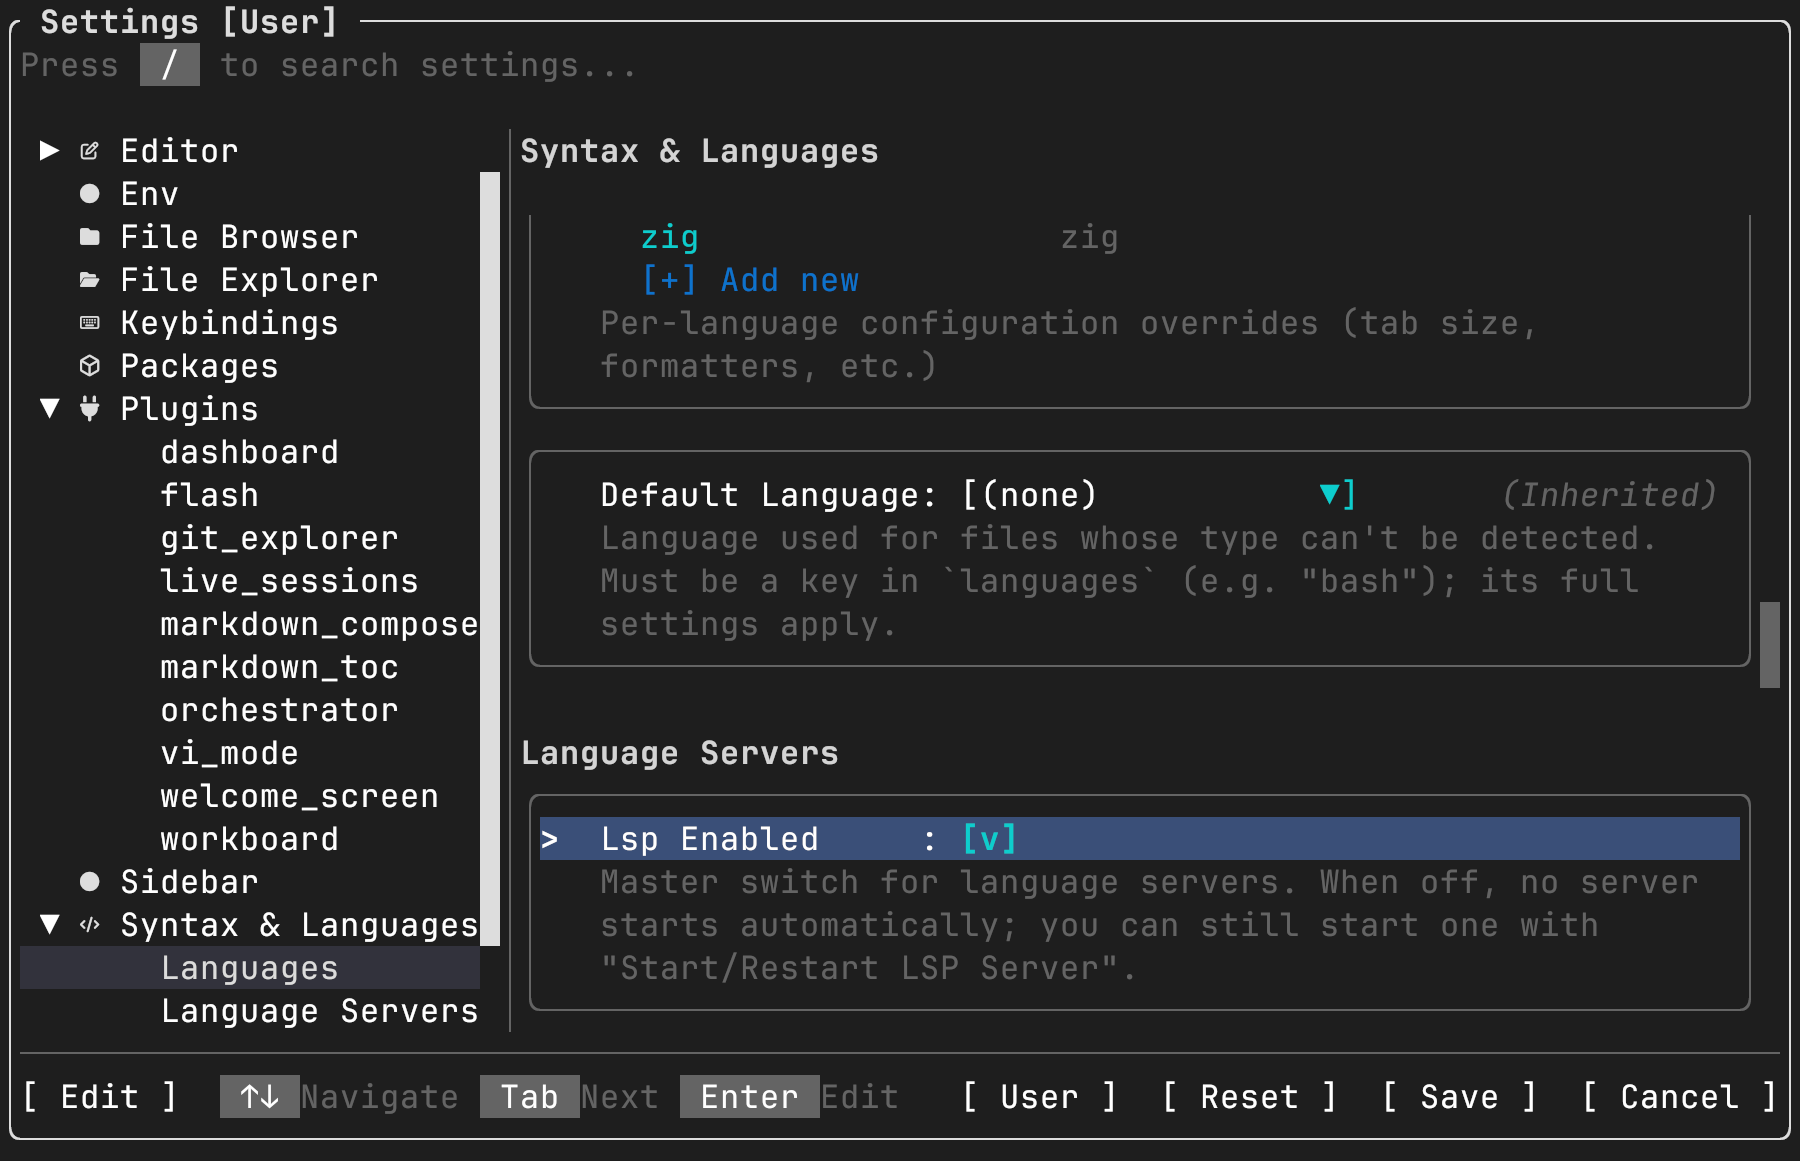 Settings [User]
Press / to search settings...
▶ Editor
● Env
File Browser
File Explorer
Keybindings
Packages
▼ Plugins
dashboard
flash
git_explorer
live_sessions
markdown_compose
markdown_toc
orchestrator
vi_mode
welcome_screen
workboard
● Sidebar
▼ </> Syntax & Languages
Languages
Language Servers
Syntax & Languages
zig zig
[+] Add new
Per-language configuration overrides (tab size,
formatters, etc.)
Default Language: [(none) ▼] (Inherited)
Language used for files whose type can't be detected.
Must be a key in `languages` (e.g. "bash"); its full
settings apply.
Language Servers
> Lsp Enabled : [v]
Master switch for language servers. When off, no server
starts automatically; you can still start one with
"Start/Restart LSP Server".
[ Edit ] ↑↓ Navigate Tab Next Enter Edit [ User ] [ Reset ] [ Save ] [ Cancel ]